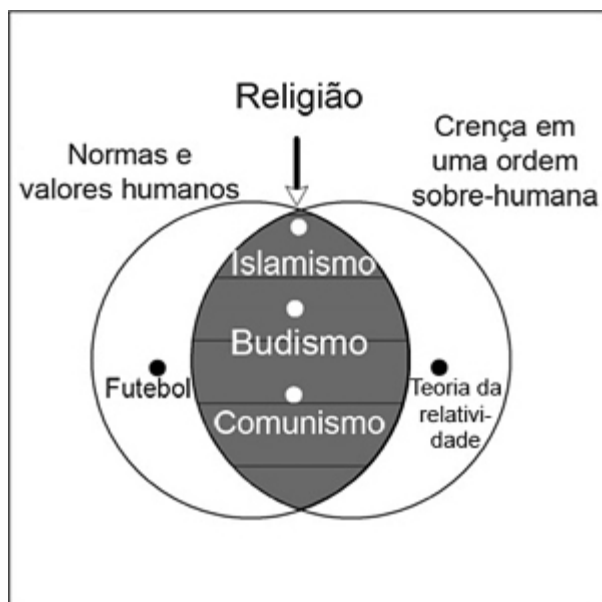 Religião
Normas e
valores humanos
Crença em
uma ordem
sobre-humana
Islamismo
Budismo
Comunismo
Futebol
Teoria da
relativi-
dade